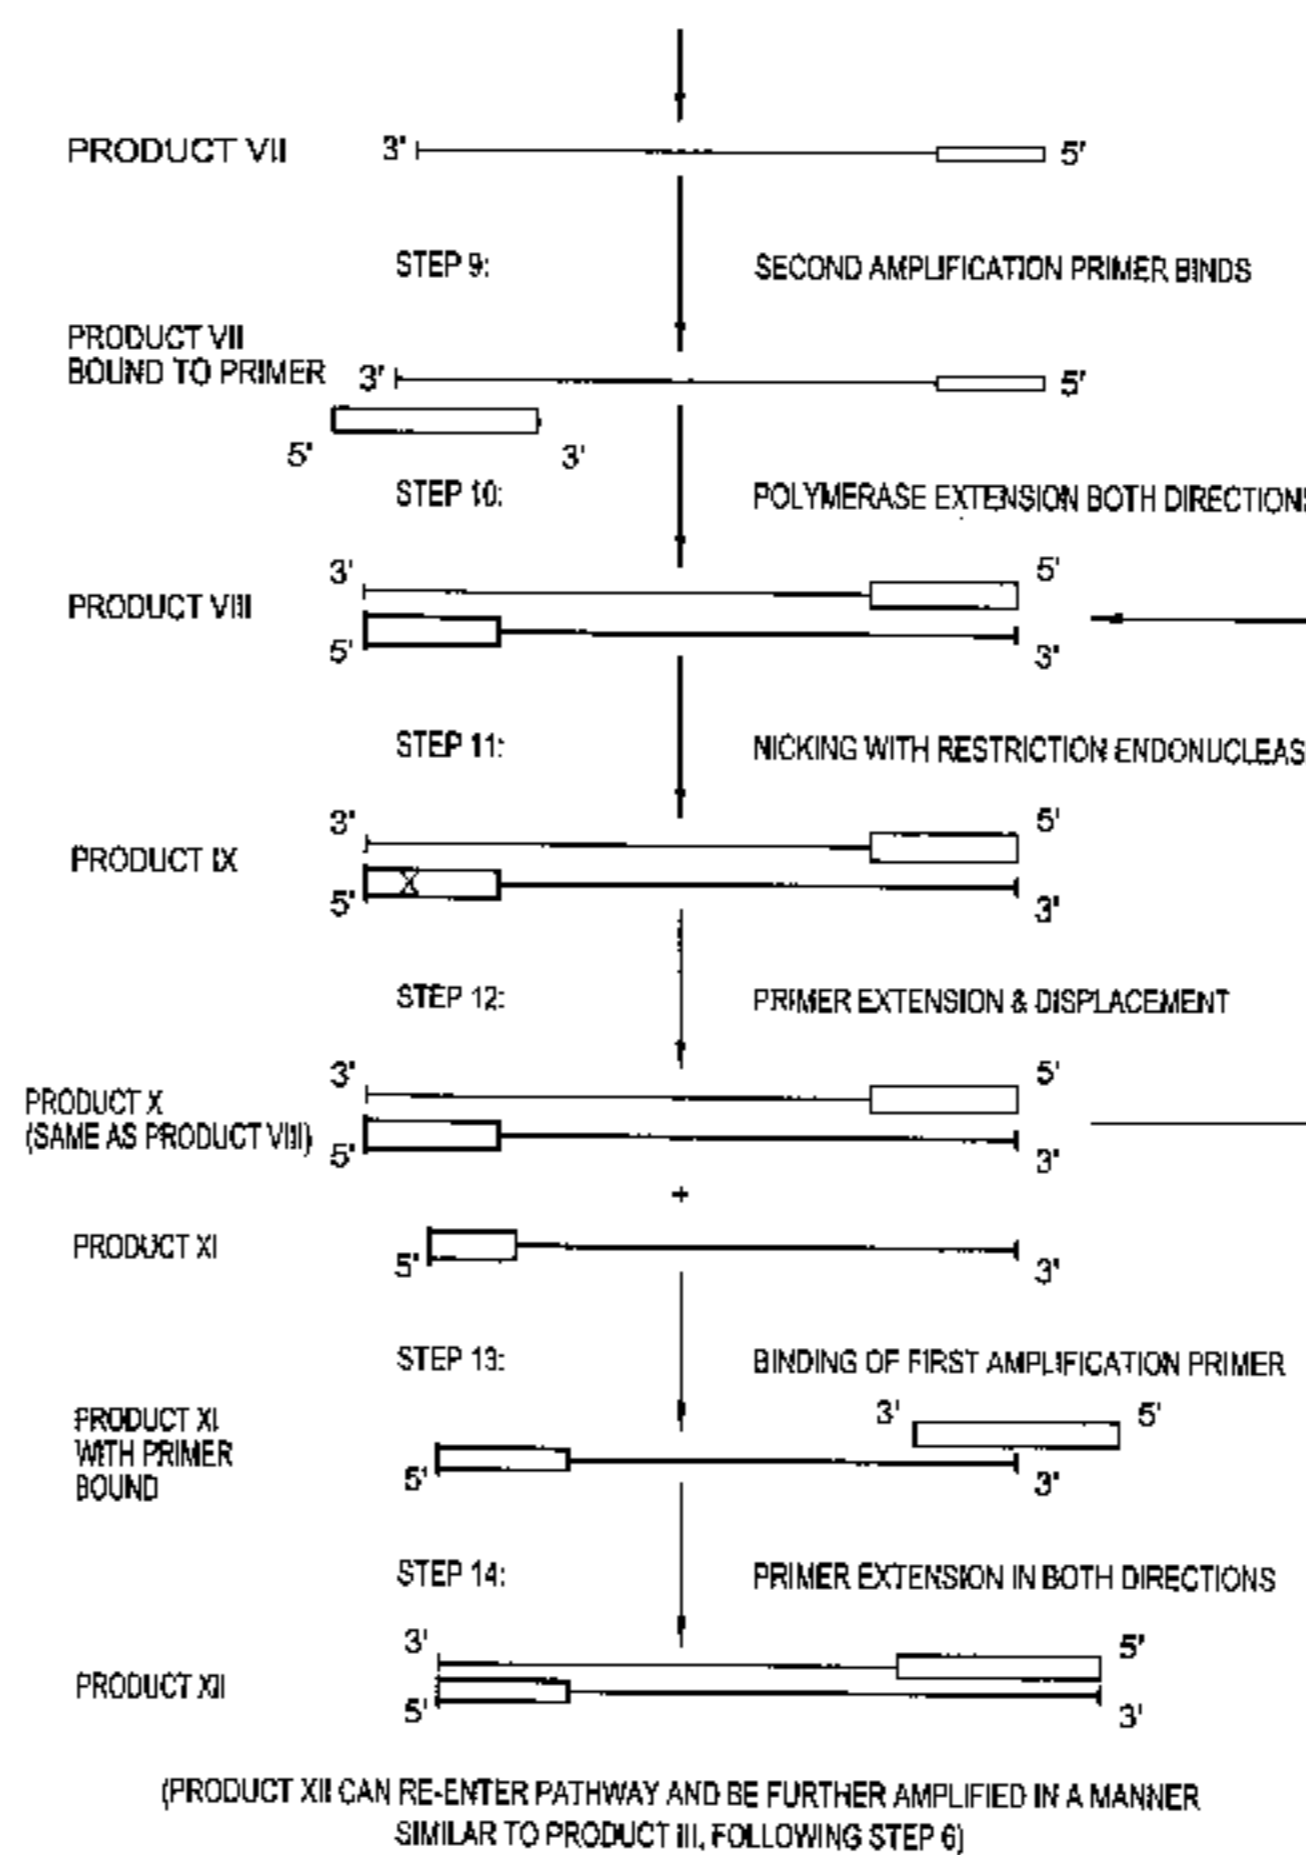 PRODUCT VII 3' 5'
STEP 9: SECOND AMPLIFICATION PRIMER BINDS
PRODUCT VII
BOUND TO PRIMER 3' 5'
5' 3'
STEP 10: POLYMERASE EXTENSION BOTH DIRECTIONS
3' 5'
PRODUCT VIII
5' 3'
STEP 11: NICKING WITH RESTRICTION ENDONUCLEAS
3' 5'
PRODUCT IX
X
5' 3'
STEP 12: PRIMER EXTENSION & DISPLACEMENT
3' 5'
PRODUCT X
(SAME AS PRODUCT VIII)
5' 3'
+
PRODUCT XI
5' 3'
STEP 13: BINDING OF FIRST AMPLIFICATION PRIMER
3' 5'
PRODUCT XI
WITH PRIMER
BOUND
5' 3'
STEP 14: PRIMER EXTENSION IN BOTH DIRECTIONS
3' 5'
PRODUCT XII
5' 3'
(PRODUCT XII CAN RE-ENTER PATHWAY AND BE FURTHER AMPLIFIED IN A MANNER
SIMILAR TO PRODUCT III, FOLLOWING STEP 6)